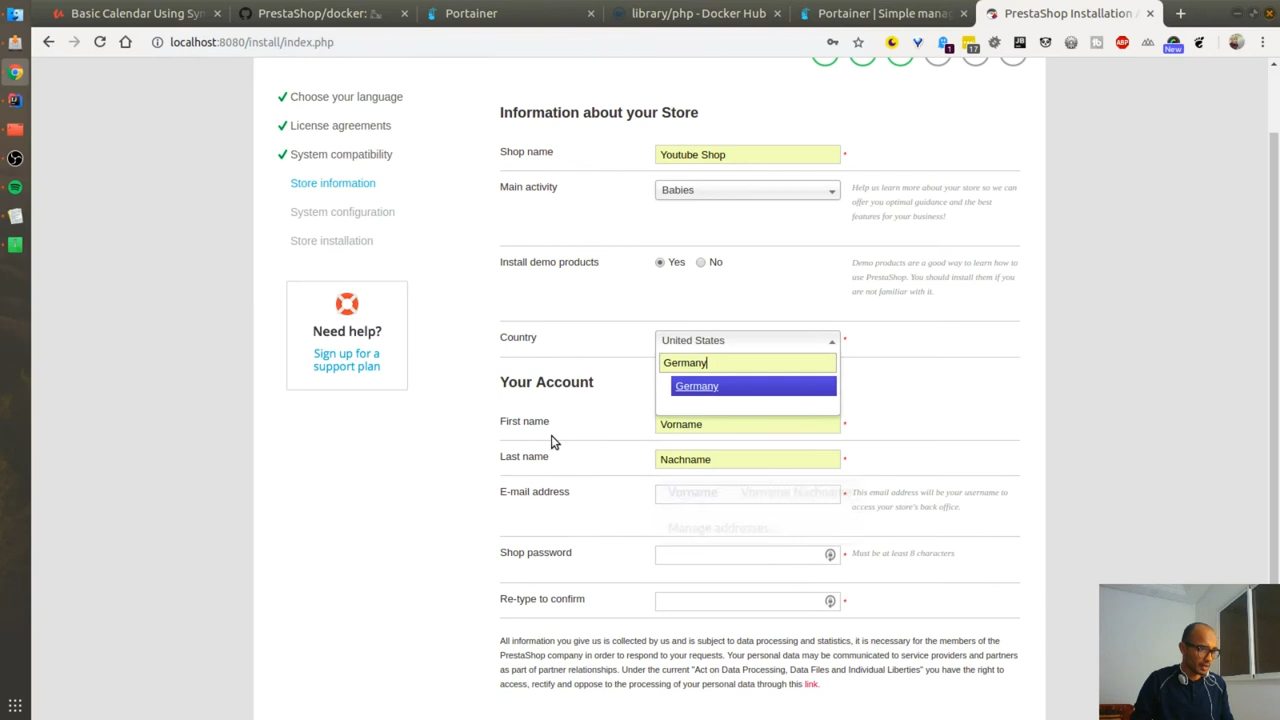 Basic Calendar Using Syn
PrestaShop/docker:
Portainer
library/php - Docker Hub
Portainer | Simple manag
PrestaShop Installation A
localhost:8080/install/index.php
1
17
ABP
New
Choose your language
License agreements
System compatibility
Store information
System configuration
Store installation
Need help?
Sign up for a
support plan
Information about your Store
Shop name
Youtube Shop
*
Main activity
Babies
Help us learn more about your store so we can
offer you optimal guidance and the best
features for your business!
Install demo products
Yes
No
Demo products are a good way to learn how to
use PrestaShop. You should install them if you
are not familiar with it.
Country
United States
*
Germany
Germany
Your Account
First name
Vorname
*
Last name
Nachname
*
E-mail address
Vorname Vorname Nachname
Manage addresses...
*
This email address will be your username to
access your store's back office.
Shop password
*
Must be at least 8 characters
Re-type to confirm
*
All information you give us is collected by us and is subject to data processing and statistics, it is necessary for the members of the
PrestaShop company in order to respond to your requests. Your personal data may be communicated to service providers and partners
as part of partner relationships. Under the current "Act on Data Processing, Data Files and Individual Liberties" you have the right to
access, rectify and oppose to the processing of your personal data through this link.